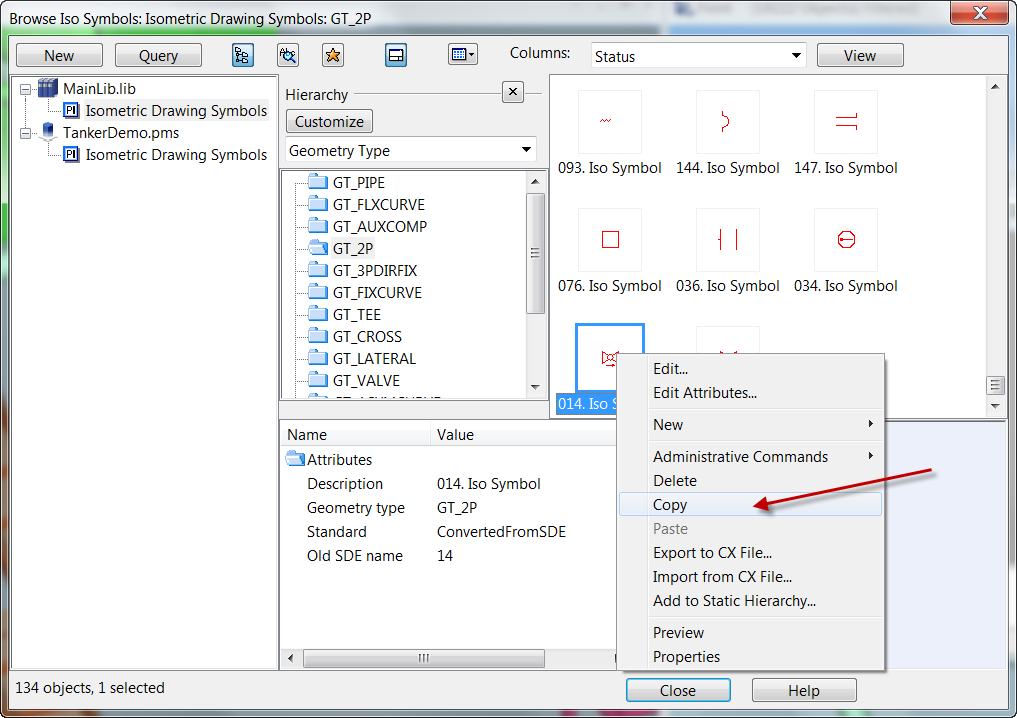 Browse Iso Symbols: Isometric Drawing Symbols: GT_2P
New Query Columns: Status View
MainLib.lib
PI Isometric Drawing Symbols
TankerDemo.pms
PI Isometric Drawing Symbols
Hierarchy
Customize
Geometry Type
GT_PIPE
GT_FLXCURVE
GT_AUXCOMP
GT_2P
GT_3PDIRFIX
GT_FIXCURVE
GT_TEE
GT_CROSS
GT_LATERAL
GT_VALVE
093. Iso Symbol 144. Iso Symbol 147. Iso Symbol
076. Iso Symbol 036. Iso Symbol 034. Iso Symbol
014. Iso S
Name Value
Attributes
Description 014. Iso Symbol
Geometry type GT_2P
Standard ConvertedFromSDE
Old SDE name 14
Edit...
Edit Attributes...
New
Administrative Commands
Delete
Copy
Paste
Export to CX File...
Import from CX File...
Add to Static Hierarchy...
Preview
Properties
134 objects, 1 selected
Close Help